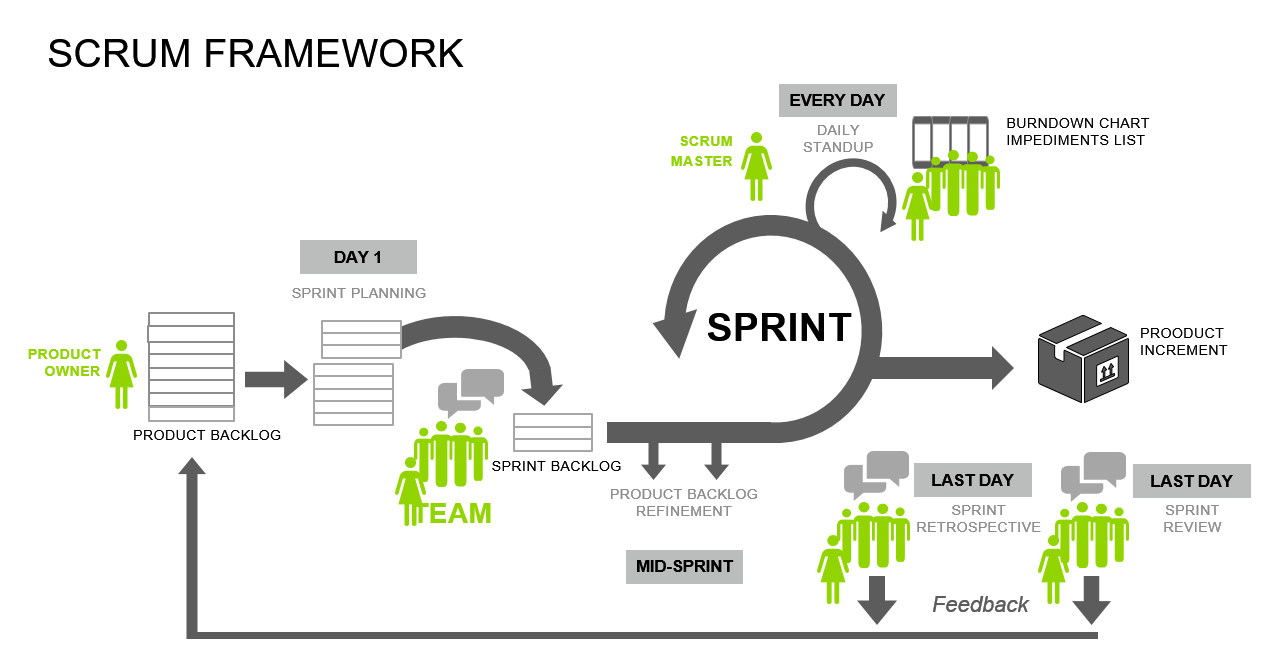 SCRUM FRAMEWORK
EVERY DAY
DAILY
STANDUP
SCRUM
MASTER
BURNDOWN CHART
IMPEDIMENTS LIST
DAY 1
SPRINT PLANNING
SPRINT
PRODUCT
OWNER
PRODUCT BACKLOG
PROODUCT
INCREMENT
SPRINT BACKLOG
TEAM
PRODUCT BACKLOG
REFINEMENT
MID-SPRINT
LAST DAY
SPRINT
RETROSPECTIVE
LAST DAY
SPRINT
REVIEW
Feedback